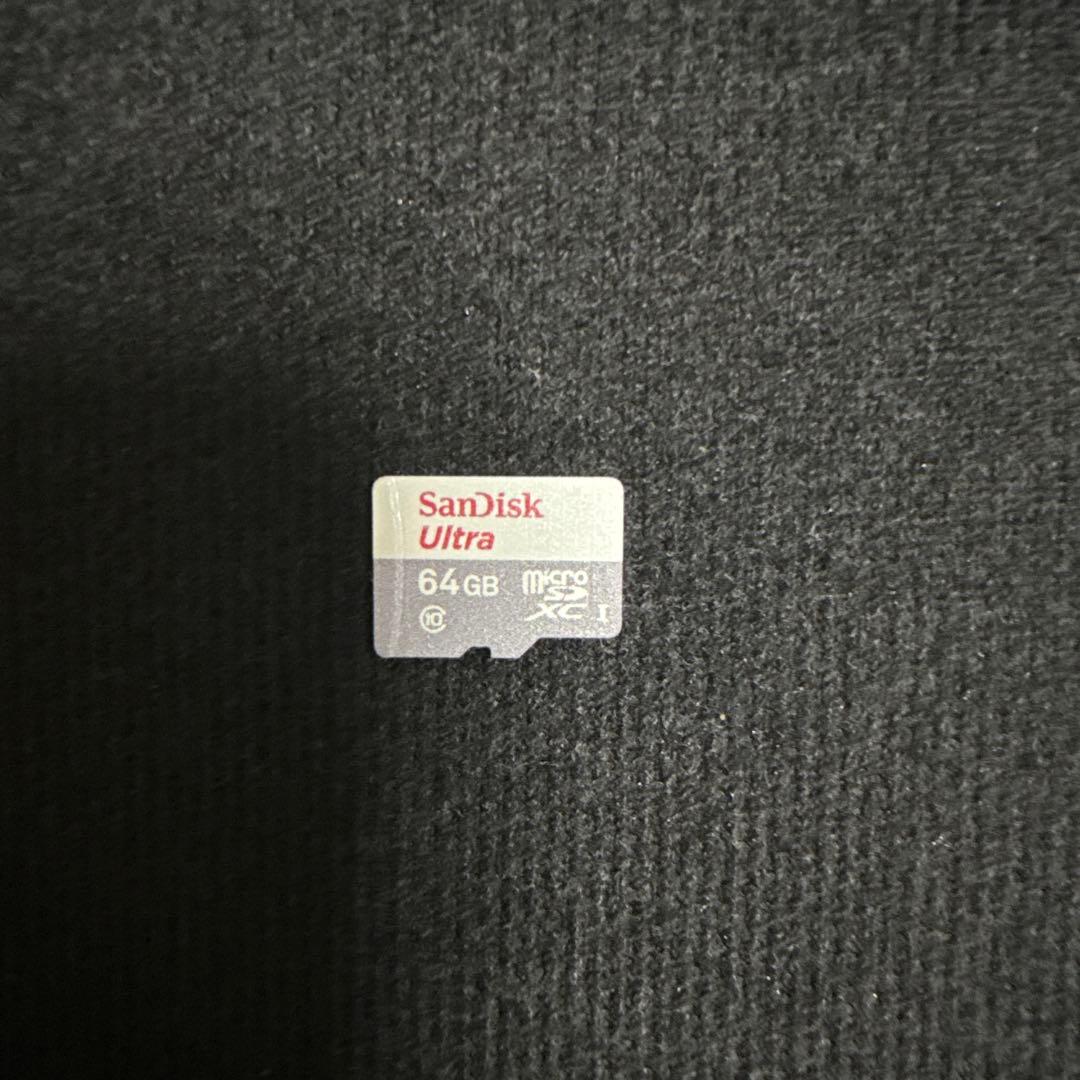 SanDisk
Ultra
64GB micro
SD
XC I
10